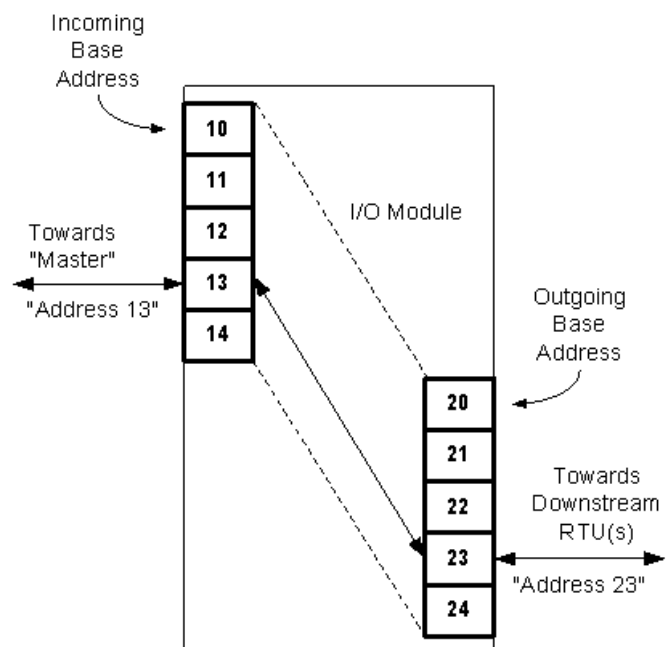 Incoming
Base
Address
10
11
12
13
14
I/O Module
Towards
"Master"
"Address 13"
Outgoing
Base
Address
20
21
22
23
24
Towards
Downstream
RTU(s)
"Address 23"